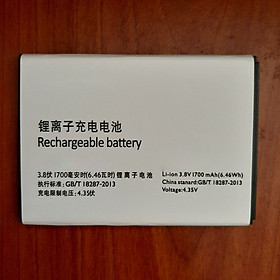 锂离子充电电池
Rechargeable battery
3.8伏 1700毫安时(6.46瓦时) 锂离子电池
执行标准: GB/T 18287-2013
充电限制电压: 4.35伏
Li-lon 3.8V 1700 mAh(6.46Wh)
China stanard:GB/T 18287-2013
Voltage:4.35V